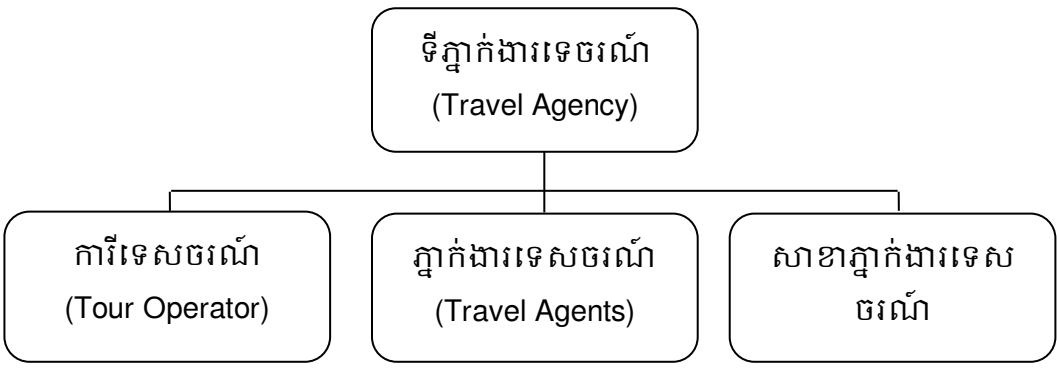 ទីភ្នាក់ងារទេចរណ៍
(Travel Agency)
ការីទេសចរណ៍
(Tour Operator)
ភ្នាក់ងារទេសចរណ៍
(Travel Agents)
សាខាភ្នាក់ងារទេស
ចរណ៍